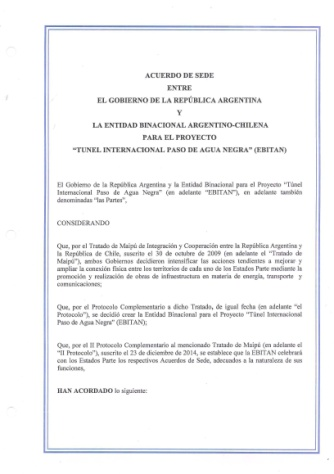 ACUERDO DE SEDE
ENTRE
EL GOBIERNO DE LA REPÚBLICA ARGENTINA
Y
LA ENTIDAD BINACIONAL ARGENTINO-CHILENA
PARA EL PROYECTO
“TUNEL INTERNACIONAL PASO DE AGUA NEGRA” (EBITAN)
El Gobierno de la República Argentina y la Entidad Binacional para el Proyecto “Túnel
Internacional Paso de Agua Negra” (en adelante “EBITAN”), en adelante también
denominadas “las Partes”,
CONSIDERANDO
Que, por el Tratado de Maipú de Integración y Cooperación entre la República Argentina y
la República de Chile, suscrito el 30 de octubre de 2009 (en adelante el “Tratado de
Maipú”), ambos Gobiernos decidieron intensificar las acciones tendientes a mejorar y
ampliar la conexión física entre los territorios de cada uno de los Estados Parte mediante la
promoción y realización de obras de infraestructura en materia de energía, transporte y
comunicaciones;
Que, por el Protocolo Complementario a dicho Tratado, de igual fecha (en adelante “el
Protocolo”), se decidió crear la Entidad Binacional para el Proyecto “Túnel Internacional
Paso de Agua Negra” (EBITAN);
Que, por el II Protocolo Complementario al mencionado Tratado de Maipú (en adelante el
“II Protocolo”), suscrito el 23 de diciembre de 2014, se establece que la EBITAN celebrará
con los Estados Parte los respectivos Acuerdos de Sede, adecuados a la naturaleza de sus
funciones,
HAN ACORDADO lo siguiente: